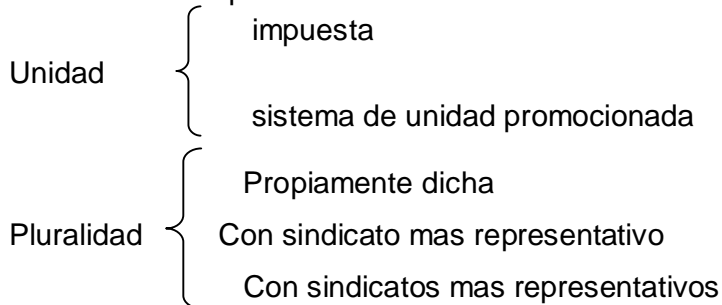 impuesta
Unidad
sistema de unidad promocionada
Propiamente dicha
Pluralidad
Con sindicato mas representativo
Con sindicatos mas representativos